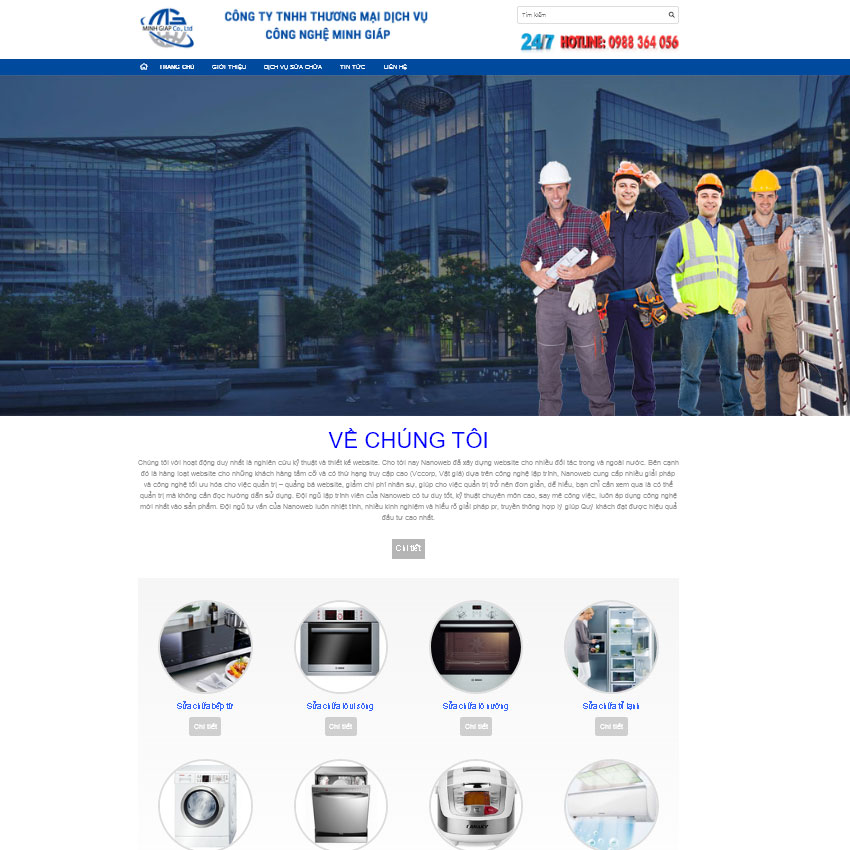 MINH GIAP Co., Ltd
CÔNG TY TNHH THƯƠNG MẠI DỊCH VỤ
CÔNG NGHỆ MINH GIÁP
Tìm kiếm
24/7 HOTLINE: 0988 364 056
TRANG CHỦ GIỚI THIỆU DỊCH VỤ SỬA CHỮA TIN TỨC LIÊN HỆ
VỀ CHÚNG TÔI
Chúng tôi với hoạt động duy nhất là nghiên cứu kỹ thuật và thiết kế website. Cho tới nay Nanoweb đã xây dựng website cho nhiều đối tác trong và ngoài nước. Bên cạnh
đó là hàng loạt website cho những khách hàng tầm cỡ và có thứ hạng truy cập cao (Vccorp, Vật giá) dựa trên công nghệ lập trình, Nanoweb cung cấp nhiều giải pháp
và công nghệ tối ưu hóa cho việc quản trị – quảng bá website, giảm chi phí nhân sự, giúp cho việc quản trị trở nên đơn giản, dễ hiểu, bạn chỉ cần xem qua là có thể
quản trị mà không cần đọc hướng dẫn sử dụng. Đội ngũ lập trình viên của Nanoweb có tư duy tốt, kỹ thuật chuyên môn cao, say mê công việc, luôn áp dụng công nghệ
mới nhất vào sản phẩm. Đội ngũ tư vấn của Nanoweb luôn nhiệt tình, nhiều kinh nghiệm và hiểu rõ giải pháp pr, truyền thông hợp lý giúp Quý khách đạt được hiệu quả
đầu tư cao nhất.
Chi tiết
Sửa chữa bếp từ Sửa chữa lò vi sóng Sửa chữa lò nướng Sửa chữa tủ lạnh
Chi tiết Chi tiết Chi tiết Chi tiết